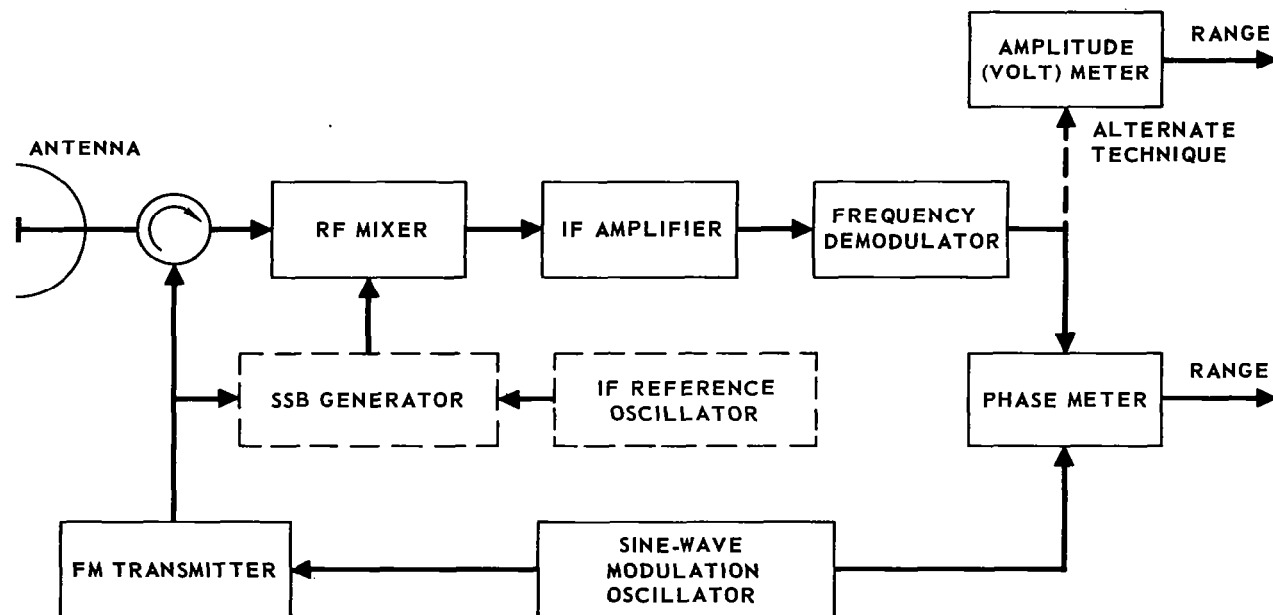 AMPLITUDE
(VOLT) METER
RANGE
ALTERNATE
TECHNIQUE
ANTENNA
RF MIXER
IF AMPLIFIER
FREQUENCY
DEMODULATOR
SSB GENERATOR
IF REFERENCE
OSCILLATOR
PHASE METER
RANGE
FM TRANSMITTER
SINE-WAVE
MODULATION
OSCILLATOR